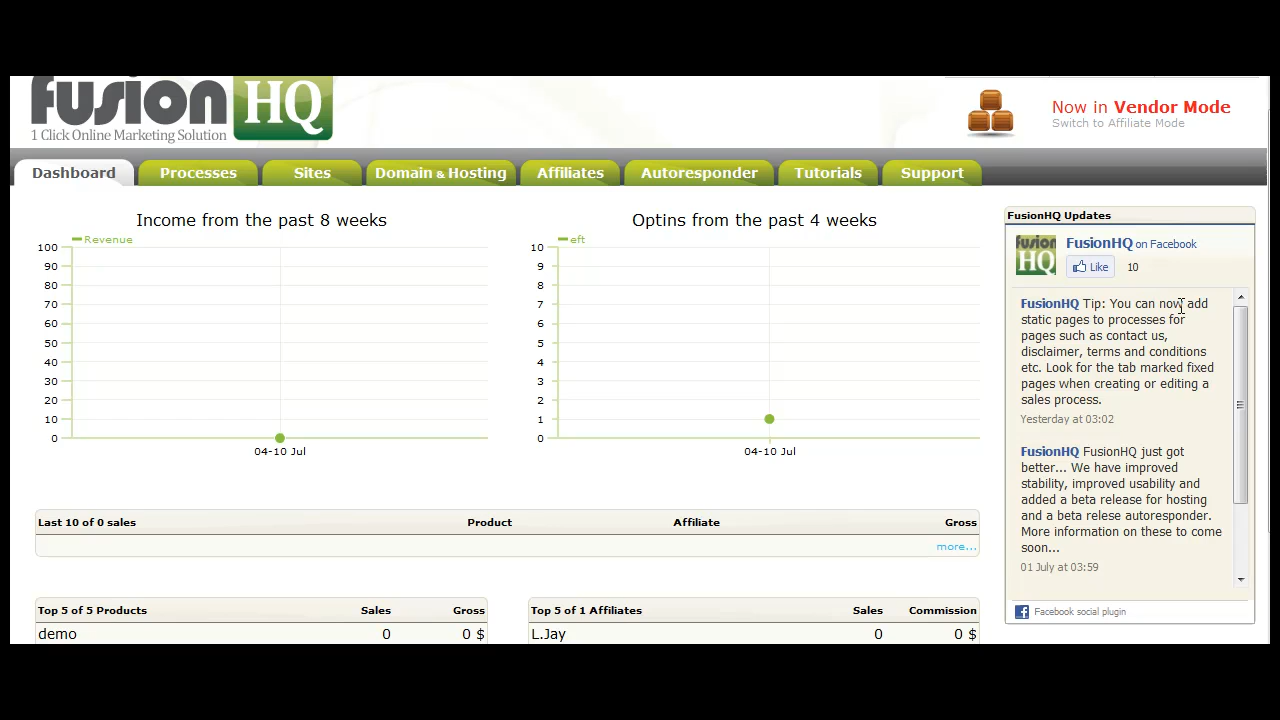 fusion HQ
1 Click Online Marketing Solution
Now in Vendor Mode
Switch to Affiliate Mode
Dashboard Processes Sites Domain & Hosting Affiliates Autoresponder Tutorials Support
Income from the past 8 weeks
Revenue
100
90
80
70
60
50
40
30
20
10
0
04-10 Jul
Optins from the past 4 weeks
eft
10
9
8
7
6
5
4
3
2
1
0
04-10 Jul
Last 10 of 0 sales Product Affiliate Gross
more...
Top 5 of 5 Products Sales Gross
demo 0 0 $
Top 5 of 1 Affiliates Sales Commission
L.Jay 0 0 $
FusionHQ Updates
fusion
HQ
FusionHQ on Facebook
Like 10
FusionHQ Tip: You can now add
static pages to processes for
pages such as contact us,
disclaimer, terms and conditions
etc. Look for the tab marked fixed
pages when creating or editing a
sales process.
Yesterday at 03:02
FusionHQ FusionHQ just got
better... We have improved
stability, improved usability and
added a beta release for hosting
and a beta relese autoresponder.
More information on these to come
soon...
01 July at 03:59
Facebook social plugin